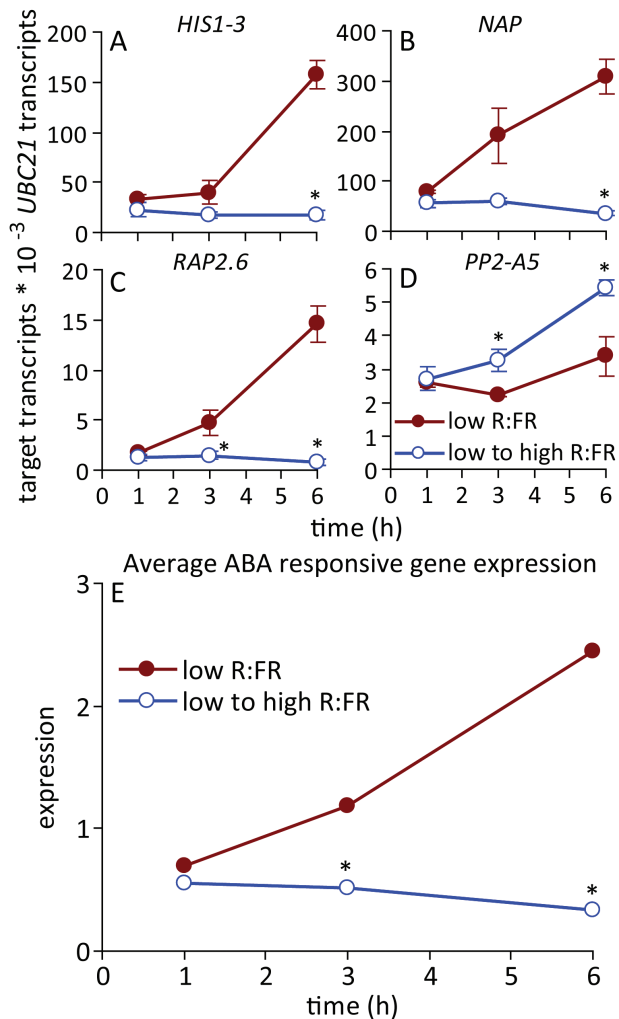 HIS1-3
NAP
A
B
200
150
100
50
0
400
300
200
100
0
*
*
target transcripts * 10⁻³ UBC21 transcripts
RAP2.6
PP2-A5
C
D
20
15
10
5
0
6
5
4
3
2
1
0
*
*
*
*
low R:FR
low to high R:FR
0 1 2 3 4 5 6
0 1 2 3 4 5 6
time (h)
Average ABA responsive gene expression
E
3
2
1
0
low R:FR
low to high R:FR
expression
*
*
0 1 2 3 4 5 6
time (h)